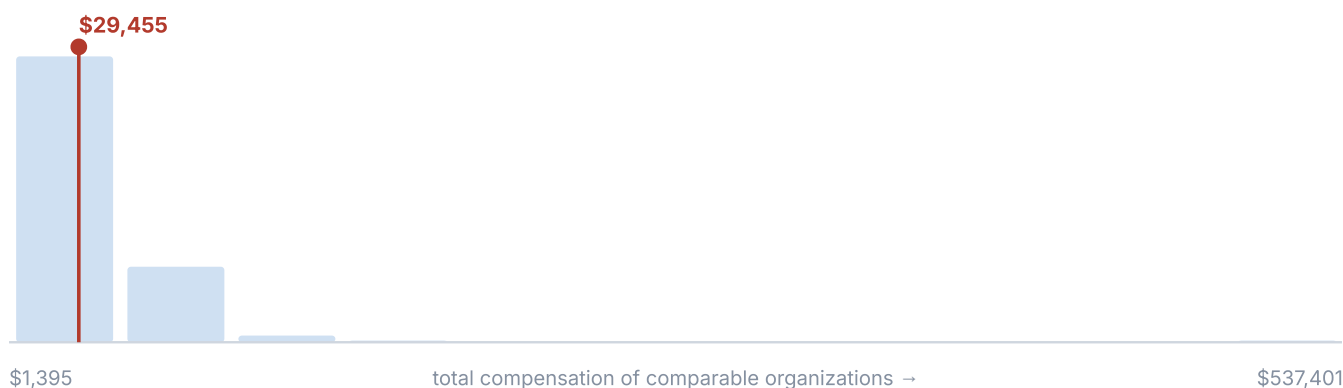 $29,455
$1,395
total compensation of comparable organizations →
$537,401